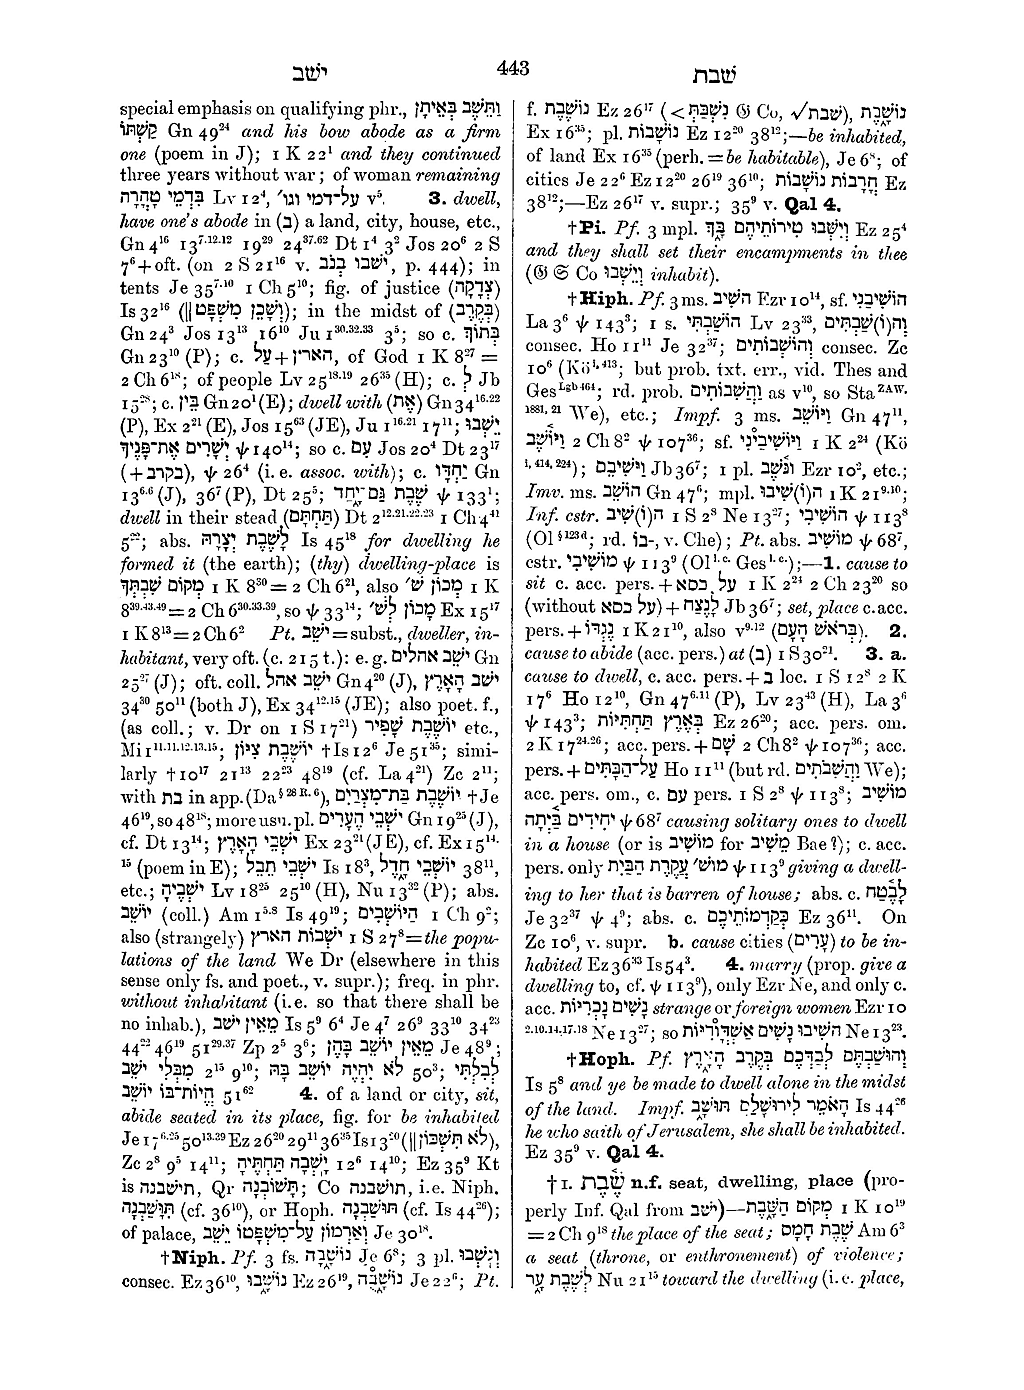 ישׁב
443
שׁבת
special emphasis on qualifying phr., וַתֵּשֶׁב בְּאֵיתָן
קַשְׁתּוֹ Gn 49²⁴ and his bow abode as a firm
one (poem in J); 1 K 22¹ and they continued
three years without war; of woman remaining
בִּדְמֵי טָהֳרָה Lv 12⁴, על־דמי וגו׳ v⁵. 3. dwell,
have one's abode in (ב) a land, city, house, etc.,
Gn 4¹⁶ 13⁷·¹²·¹² 19²⁹ 24³⁷·⁶² Dt 1⁴ 3² Jos 20⁶ 2 S
7⁶ + oft. (on 2 S 21¹⁶ v. ישבו בְנֹב, p. 444); in
tents Je 35⁷·¹⁰ 1 Ch 5¹⁰; fig. of justice (צְדָקָה)
Is 32¹⁶ (|| וְשָׁכַן מִשְׁפָּט); in the midst of (בְּקֶרֶב)
Gn 24³ Jos 13¹³ 16¹⁰ Ju 1³⁰·³²·³³ 3⁵; so c. בְּתוֹךְ
Gn 23¹⁰ (P); c. עַל + הארץ, of God 1 K 8²⁷ =
2 Ch 6¹⁸; of people Lv 25¹⁸·¹⁹ 26³⁵ (H); c. לְ Jb
15²⁸; c. בֵּין Gn 20¹ (E); dwell with (אֶת) Gn 34¹⁶·²²
(P), Ex 2²¹ (E), Jos 15⁶³ (JE), Ju 1¹⁶·²¹ 17¹¹; יֵשְׁבוּ
יְשָׁרִים אֶת־פָּנֶיךָ ψ 140¹⁴; so c. עִם Jos 20⁴ Dt 23¹⁷
(+ בקרב), ψ 26⁴ (i.e. assoc. with); c. יַחְדָּו Gn
13⁶·⁶ (J), 36⁷ (P), Dt 25⁵; שֶׁבֶת גַּם־יָחַד ψ 133¹;
dwell in their stead (תַּחְתָּם) Dt 2¹²·²¹·²²·²³ 1 Ch 4⁴¹
5²²; abs. לָשֶׁבֶת יְצָרָהּ Is 45¹⁸ for dwelling he
formed it (the earth); (thy) dwelling-place is
מְקוֹם שִׁבְתְּךָ 1 K 8³⁰ = 2 Ch 6²¹, also מְכוֹן שׁ׳ 1 K
8³⁹·⁴³·⁴⁹ = 2 Ch 6³⁰·³³·³⁹, so ψ 33¹⁴; מָכוֹן לְשׁ׳ Ex 15¹⁷
1 K 8¹³ = 2 Ch 6² Pt. יֹשֵׁב = subst., dweller, in-
habitant, very oft. (c. 215 t.): e.g. יֹשֵׁב אהלים Gn
25²⁷ (J); oft. coll. יֹשֵׁב אהל Gn 4²⁰ (J), ישב הָאָרֶץ
34³⁰ 50¹¹ (both J), Ex 34¹²·¹⁵ (JE); also poet. f.,
(as coll.; v. Dr on 1 S 17²¹) יוֹשֶׁבֶת שָׁפִיר etc.,
Mi 1¹¹·¹¹·¹²·¹³·¹⁵; יוֹשֶׁבֶת צִיּוֹן †Is 12⁶ Je 51³⁵; simi-
larly †10¹⁷ 21¹³ 22²³ 48¹⁹ (cf. La 4²¹) Zc 2¹¹;
with בת in app. (Da § 28 R. 6), יוֹשֶׁבֶת בַּת־מִצְרַיִם †Je
46¹⁹, so 48¹⁸; more usu. pl. יֹשְׁבֵי הֶעָרִים Gn 19²⁵ (J),
cf. Dt 13¹⁴; יֹשְׁבֵי הָאָרֶץ Ex 23²¹ (JE), cf. Ex 15¹⁴·
¹⁵ (poem in E); יֹשְׁבֵי תֵבֵל Is 18³, יוֹשְׁבֵי חָדֶל 38¹¹,
etc.; יֹשְׁבֶיהָ Lv 18²⁵ 25¹⁰ (H), Nu 13³² (P); abs.
יוֹשֵׁב (coll.) Am 1⁵·⁸ Is 49¹⁹; הַיּוֹשְׁבִים 1 Ch 9²;
also (strangely) ישְׁבוֹת הארץ 1 S 27⁸ = the popu-
lations of the land We Dr (elsewhere in this
sense only fs. and poet., v. supr.); freq. in phr.
without inhabitant (i.e. so that there shall be
no inhab.), מֵאֵין ישֵׁב Is 5⁹ 6⁴ Je 4⁷ 26⁹ 33¹⁰ 34²³
44²² 46¹⁹ 51²⁹·³⁷ Zp 2⁵ 3⁶; מֵאֵין יוֹשֵׁב בָּהֵן Je 48⁹;
לְבִלְתִּי יֹשֵׁב 2¹⁵ 9¹⁰; לֹא יִהְיֶה יוֹשֵׁב בָּהּ 50³; מִבְּלִי יֹשֵׁב
הֱיוֹת־בּוֹ יוֹשֵׁב 51⁶² 4. of a land or city, sit,
abide seated in its place, fig. for be inhabited
Je 17⁶·²⁵ 50¹³·³⁹ Ez 26²⁰ 29¹¹ 36³⁵ Is 13²⁰ (|| לֹא תִשְׁכּוֹן),
Zc 2⁸ 9⁵ 14¹¹; יָשְׁבָה תַחְתֶּיהָ 12⁶ 14¹⁰; Ez 35⁹ Kt
is תישבנה, Qr תָּשׁוֹבְנָה; Co תושבנה, i.e. Niph.
תִּוָּשַׁבְנָה (cf. 36¹⁰), or Hoph. תּוּשַׁבְנָה (cf. Is 44²⁶);
of palace, וְאַרְמוֹן עַל־מִשְׁפָּטוֹ יֵשֵׁב Je 30¹⁸.
†Niph. Pf. 3 fs. נוֹשָׁבָה Je 6⁸; 3 pl. וְנֹשְׁבוּ
consec. Ez 36¹⁰, נוֹשָׁבוּ Ez 26¹⁹, נוֹשָׁבָה Je 22⁶; Pt.
f. נוֹשֶׁבֶת Ez 26¹⁷ (< נִשְׁבַּתְּ 𝔊 Co, √שבת), נוֹשָׁבֶת
Ex 16³⁵; pl. נוֹשָׁבוֹת Ez 12²⁰ 38¹²;—be inhabited,
of land Ex 16³⁵ (perh. = be habitable), Je 6⁸; of
cities Je 22⁶ Ez 12²⁰ 26¹⁹ 36¹⁰; חֳרָבוֹת נוֹשָׁבוֹת Ez
38¹²;—Ez 26¹⁷ v. supr.; 35⁹ v. Qal 4.
†Pi. Pf. 3 mpl. וְיִשְּׁבוּ טִירוֹתֵיהֶם בָּךְ Ez 25⁴
and they shall set their encampments in thee
(𝔊 𝔖 Co וְיָשְׁבוּ inhabit).
†Hiph. Pf. 3 ms. הֹשִׁיב Ezr 10¹⁴, sf. הוֹשִׁיבַנִי
La 3⁶ ψ 143³; 1 s. הוֹשַׁבְתִּי Lv 23⁴³, וְה(וֹ)שַׁבְתִּים
consec. Ho 11¹¹ Je 32³⁷; וְהוֹשְׁבוֹתִים consec. Zc
10⁶ (Kö I, 413; but prob. txt. err., vid. Thes and
Ges Lgb 464; rd. prob. וַהֲשִׁבוֹתִים as v¹⁰, so Sta ZAW.
1881, 21 We), etc.; Impf. 3 ms. וַיּוֹשֵׁב Gn 47¹¹,
וַיּוֹשֶׁב 2 Ch 8² ψ 107³⁶; sf. וַיּוֹשִׁיבֵנִי 1 K 2²⁴ (Kö
I, 414, 224); וַיֹּשִׁיבֵם Jb 36⁷; 1 pl. וַנֹּשֶׁב Ezr 10², etc.;
Imv. ms. הוֹשֵׁב Gn 47⁶; mpl. ה(וֹ)שִׁיבוּ 1 K 21⁹·¹⁰;
Inf. cstr. ה(וֹ)שִׁיב 1 S 2⁸ Ne 13²⁷; הוֹשִׁיבִי ψ 113⁸
(Ol § 123d; rd. ־בוֹ, v. Che); Pt. abs. מוֹשִׁיב ψ 68⁷,
cstr. מוֹשִׁיבִי ψ 113⁹ (Ol l.c. Ges l.c.);—1. cause to
sit c. acc. pers. + עַל כסא 1 K 2²⁴ 2 Ch 23²⁰ so
(without על כסא) + לָנֶצַח Jb 36⁷; set, place c. acc.
pers. + נֶגְדּוֹ 1 K 21¹⁰, also v⁹·¹² (בְּרֹאשׁ הָעָם). 2.
cause to abide (acc. pers.) at (ב) 1 S 30²¹. 3. a.
cause to dwell, c. acc. pers. + ב loc. 1 S 12⁸ 2 K
17⁶ Ho 12¹⁰, Gn 47⁶·¹¹ (P), Lv 23⁴³ (H), La 3⁶
ψ 143³; בְּאֶרֶץ תַּחְתִּיּוֹת Ez 26²⁰; acc. pers. om.
2 K 17²⁴·²⁶; acc. pers. + שָׁם 2 Ch 8² ψ 107³⁶; acc.
pers. + עַל־הַבָּתִּים Ho 11¹¹ (but rd. וַהֲשִׁבֹתִים We);
acc. pers. om., c. עִם pers. 1 S 2⁸ ψ 113⁸; מוֹשִׁיב
יְחִידִים בַּיְתָה ψ 68⁷ causing solitary ones to dwell
in a house (or is מוֹשִׁיב for מֵשִׁיב Bae?); c. acc.
pers. only מוֹשׁ׳ עֲקֶרֶת הַבַּיִת ψ 113⁹ giving a dwell-
ing to her that is barren of house; abs. c. לָבֶטַח
Je 32³⁷ ψ 4⁹; abs. c. כְּקַדְמוֹתֵיכֶם Ez 36¹¹. On
Zc 10⁶, v. supr. b. cause cities (עָרִים) to be in-
habited Ez 36³³ Is 54³. 4. marry (prop. give a
dwelling to, cf. ψ 113⁹), only Ezr Ne, and only c.
acc. נָשִׁים נָכְרִיּוֹת strange or foreign women Ezr 10
²·¹⁰·¹⁴·¹⁷·¹⁸ Ne 13²⁷; so הֹשִׁיבוּ נָשִׁים אַשְׁדֳּוֹדִיּוֹת Ne 13²³.
†Hoph. Pf. וְהוּשַׁבְתֶּם לְבַדְּכֶם בְּקֶרֶב הָאָרֶץ
Is 5⁸ and ye be made to dwell alone in the midst
of the land. Impf. הָאֹמֵר לִירוּשָׁלִַם תּוּשָׁב Is 44²⁶
he who saith of Jerusalem, she shall be inhabited.
Ez 35⁹ v. Qal 4.
†I. שֶׁבֶת n.f. seat, dwelling, place (pro-
perly Inf. Qal from ישב)—מְקוֹם הַשֶּׁבֶת 1 K 10¹⁹
= 2 Ch 9¹⁸ the place of the seat; שֶׁבֶת חָמָס Am 6³
a seat (throne, or enthronement) of violence;
לְשֶׁבֶת עָר Nu 21¹⁵ toward the dwelling (i.e. place,